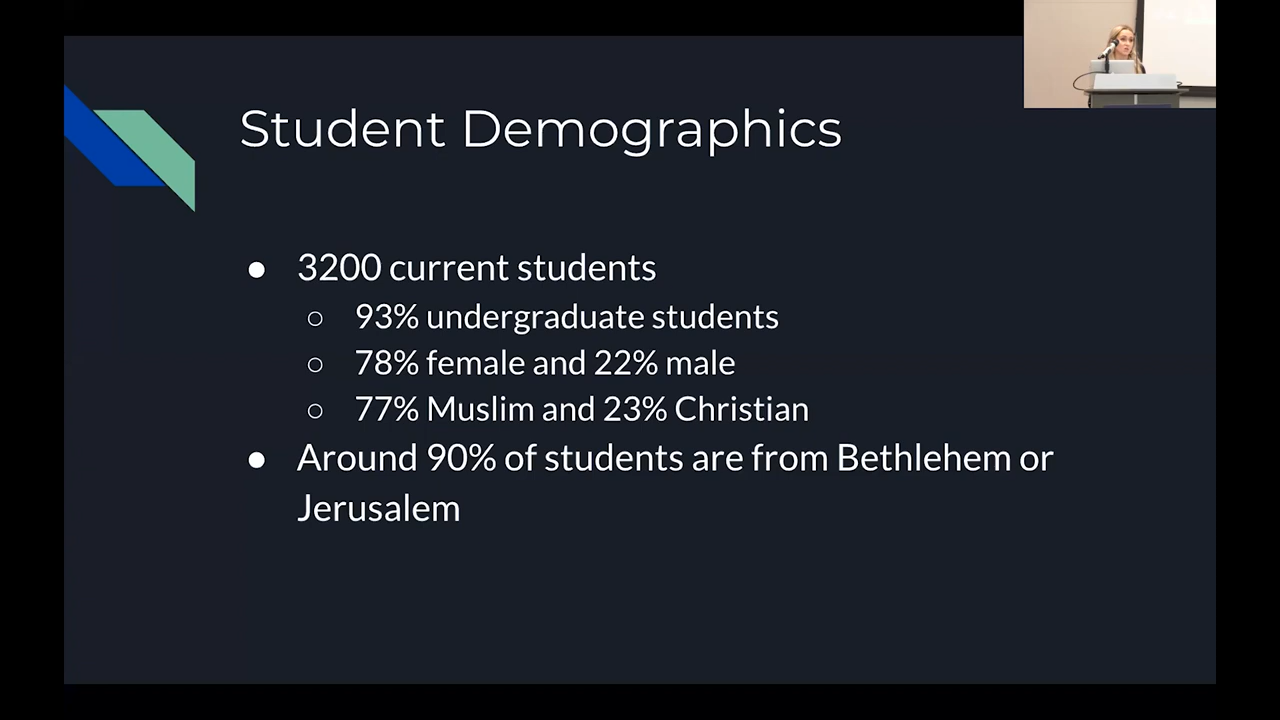 Student Demographics
● 3200 current students
○ 93% undergraduate students
○ 78% female and 22% male
○ 77% Muslim and 23% Christian
● Around 90% of students are from Bethlehem or
Jerusalem